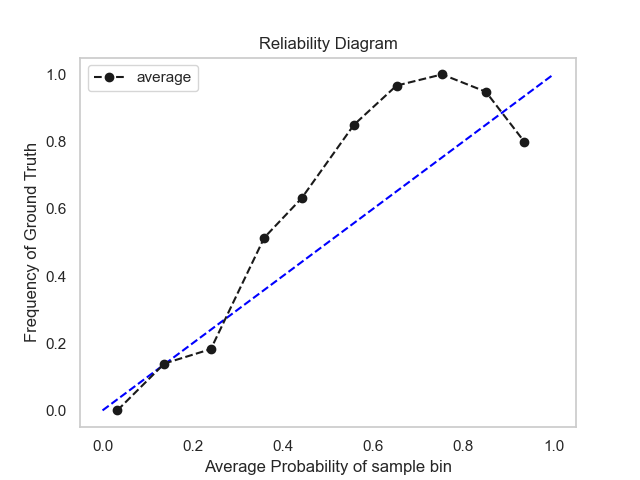 Reliability Diagram
average
1.0
0.8
0.6
0.4
0.2
0.0
Frequency of Ground Truth
0.0 0.2 0.4 0.6 0.8 1.0
Average Probability of sample bin